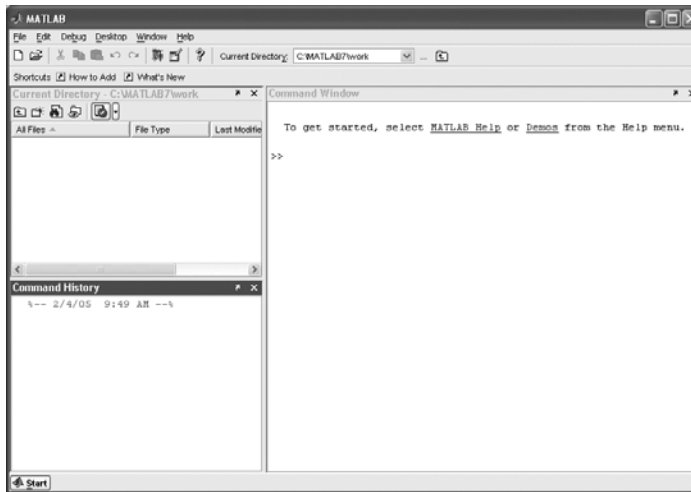 MATLAB
File Edit Debug Desktop Window Help
Current Directory: C:\MATLAB7\work
Shortcuts How to Add What's New
Current Directory - C:\MATLAB7\work
All Files File Type Last Modifie
Command History
%-- 2/4/05 9:49 AM --%
Command Window
To get started, select MATLAB Help or Demos from the Help menu.
>>
Start